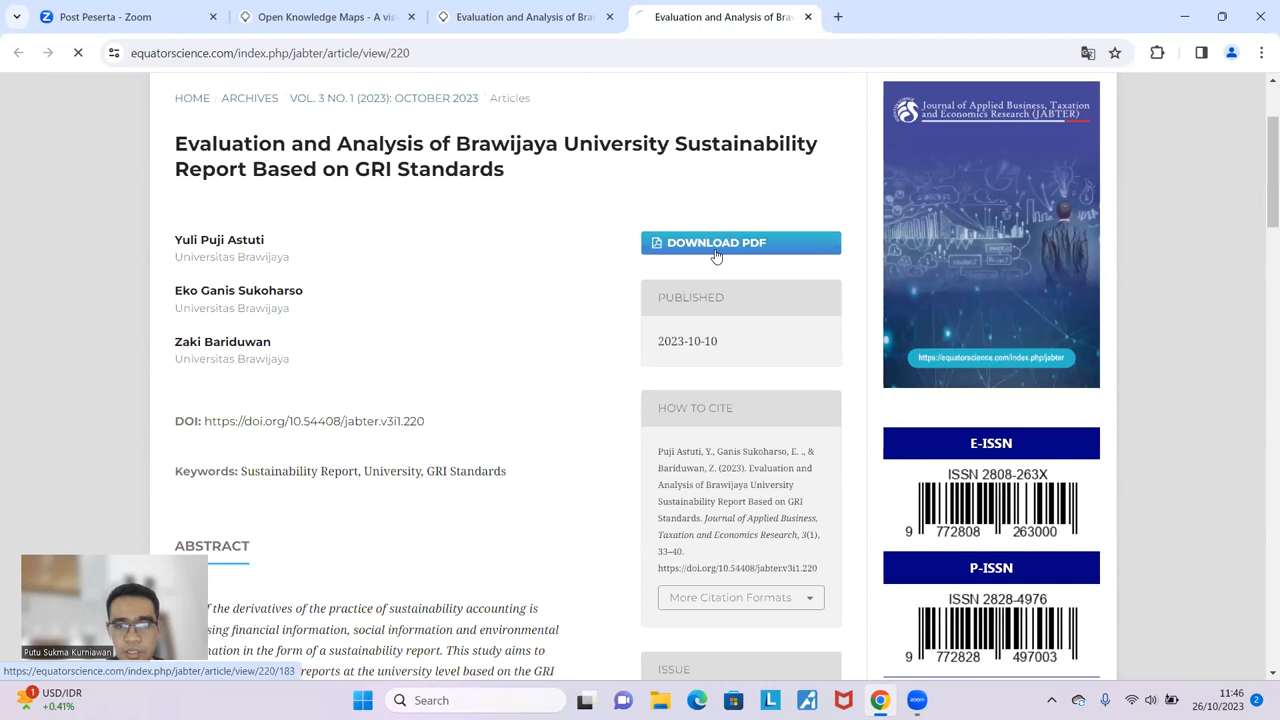 Post Peserta - Zoom
Open Knowledge Maps - A vis
Evaluation and Analysis of Bra
Evaluation and Analysis of Bra
equatorscience.com/index.php/jabter/article/view/220
HOME / ARCHIVES / VOL. 3 NO. 1 (2023): OCTOBER 2023 / Articles
Evaluation and Analysis of Brawijaya University Sustainability
Report Based on GRI Standards
Yuli Puji Astuti
Universitas Brawijaya
Eko Ganis Sukoharso
Universitas Brawijaya
Zaki Bariduwan
Universitas Brawijaya
DOI: https://doi.org/10.54408/jabter.v3i1.220
Keywords: Sustainability Report, University, GRI Standards
ABSTRACT
of the derivatives of the practice of sustainability accounting is
financial information, social information and environmental
in the form of a sustainability report. This study aims to
reports at the university level based on the GRI
DOWNLOAD PDF
PUBLISHED
2023-10-10
HOW TO CITE
Puji Astuti, Y., Ganis Sukoharso, E. ., &
Bariduwan, Z. (2023). Evaluation and
Analysis of Brawijaya University
Sustainability Report Based on GRI
Standards. Journal of Applied Business,
Taxation and Economics Research, 3(1),
33–40.
https://doi.org/10.54408/jabter.v3i1.220
More Citation Formats
ISSUE
Journal of Applied Business, Taxation
and Economics Research (JABTER)
https://equatorscience.com/index.php/jabter
E-ISSN
ISSN 2808-263X
9 772808 263000
P-ISSN
ISSN 2828-4976
9 772828 497003
Putu Sukma Kurniawan
https://equatorscience.com/index.php/jabter/article/view/220/183
1
USD/IDR
+0.41%
Search
11:46
26/10/2023
2